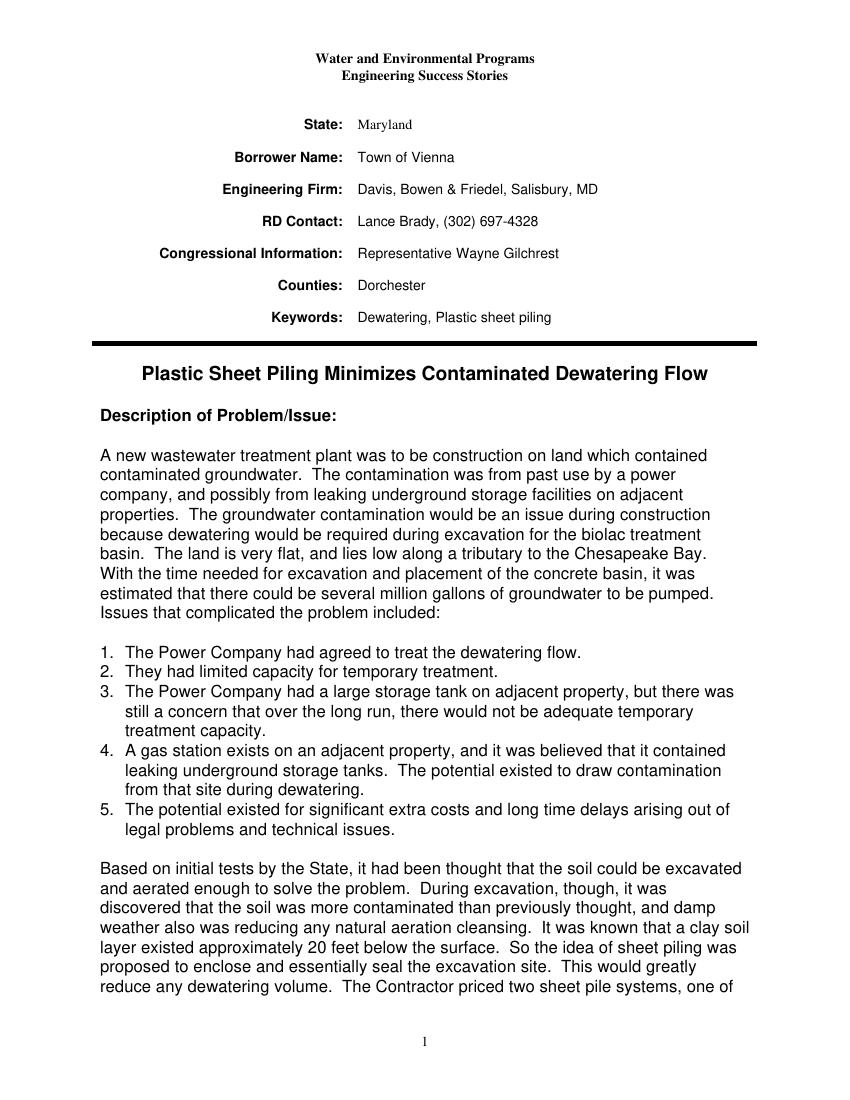 Water and Environmental Programs
Engineering Success Stories
State: Maryland
Borrower Name: Town of Vienna
Engineering Firm: Davis, Bowen & Friedel, Salisbury, MD
RD Contact: Lance Brady, (302) 697-4328
Congressional Information: Representative Wayne Gilchrest
Counties: Dorchester
Keywords: Dewatering, Plastic sheet piling
Plastic Sheet Piling Minimizes Contaminated Dewatering Flow
Description of Problem/Issue:
A new wastewater treatment plant was to be construction on land which contained
contaminated groundwater. The contamination was from past use by a power
company, and possibly from leaking underground storage facilities on adjacent
properties. The groundwater contamination would be an issue during construction
because dewatering would be required during excavation for the biolac treatment
basin. The land is very flat, and lies low along a tributary to the Chesapeake Bay.
With the time needed for excavation and placement of the concrete basin, it was
estimated that there could be several million gallons of groundwater to be pumped.
Issues that complicated the problem included:
1. The Power Company had agreed to treat the dewatering flow.
2. They had limited capacity for temporary treatment.
3. The Power Company had a large storage tank on adjacent property, but there was
still a concern that over the long run, there would not be adequate temporary
treatment capacity.
4. A gas station exists on an adjacent property, and it was believed that it contained
leaking underground storage tanks. The potential existed to draw contamination
from that site during dewatering.
5. The potential existed for significant extra costs and long time delays arising out of
legal problems and technical issues.
Based on initial tests by the State, it had been thought that the soil could be excavated
and aerated enough to solve the problem. During excavation, though, it was
discovered that the soil was more contaminated than previously thought, and damp
weather also was reducing any natural aeration cleansing. It was known that a clay soil
layer existed approximately 20 feet below the surface. So the idea of sheet piling was
proposed to enclose and essentially seal the excavation site. This would greatly
reduce any dewatering volume. The Contractor priced two sheet pile systems, one of
1